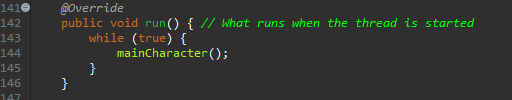 141 @Override
142 public void run() { // What runs when the thread is started
143 while (true) {
144 mainCharacter();
145 }
146 }
147